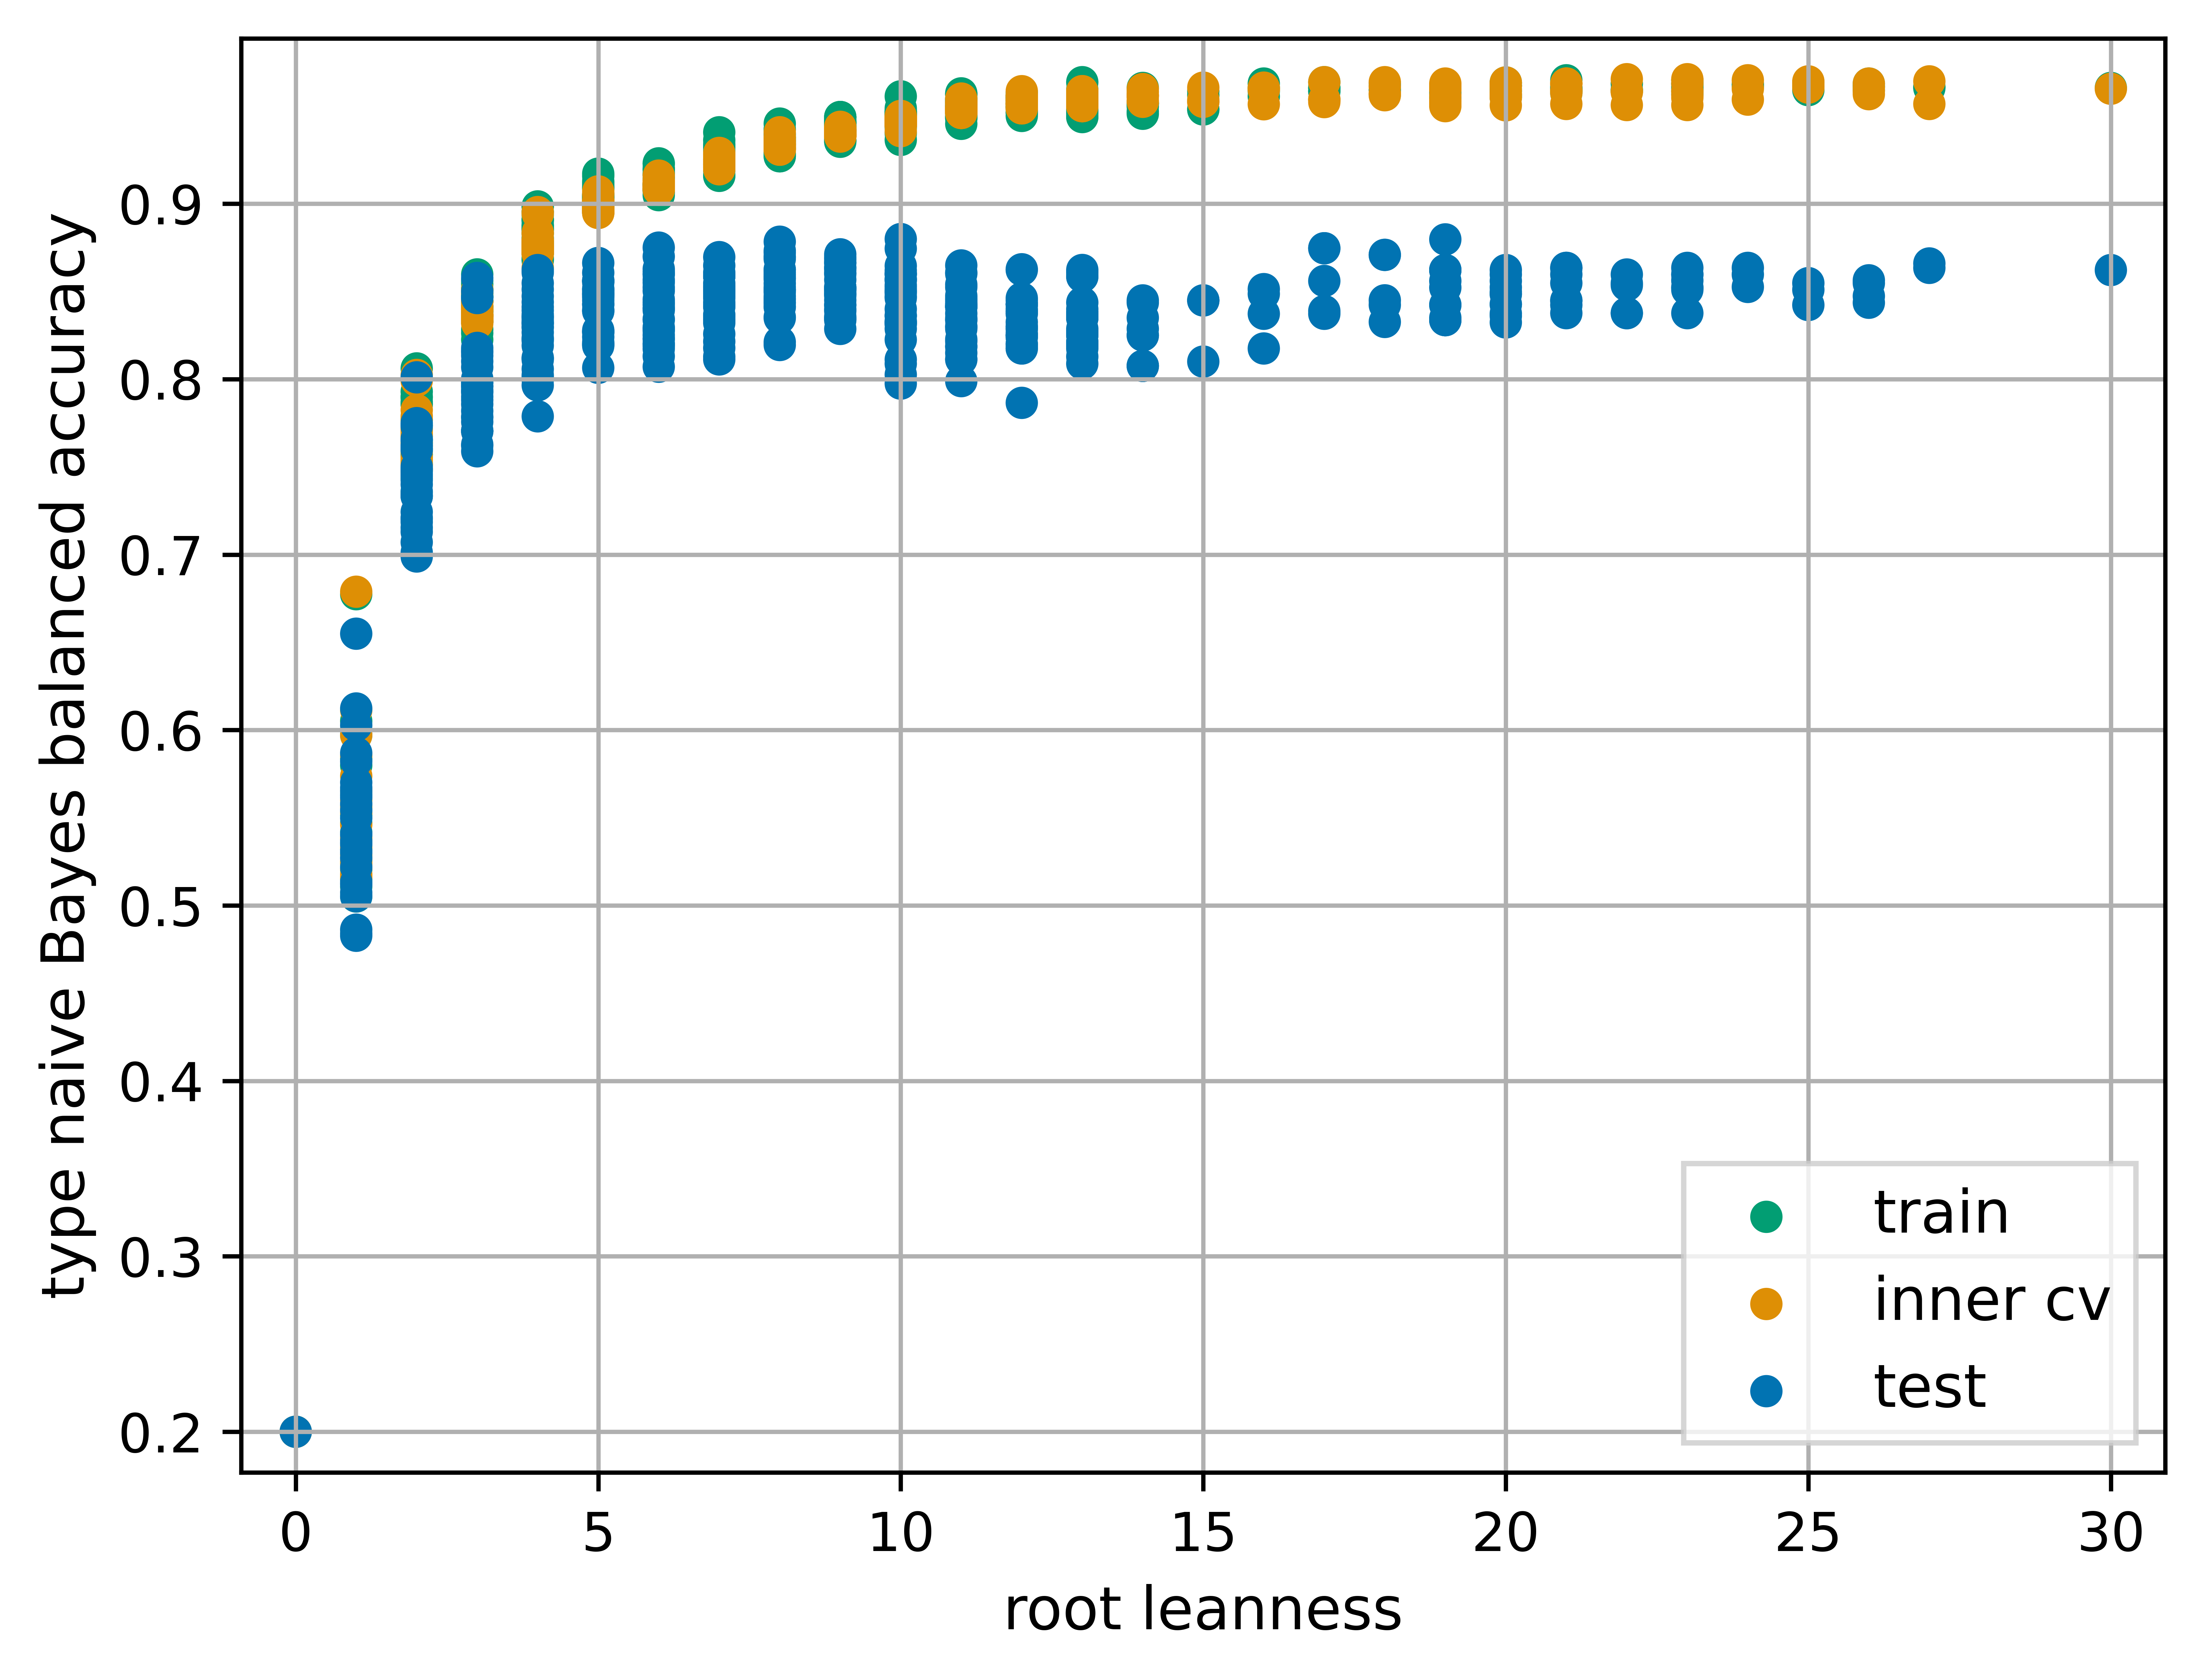 type naive Bayes balanced accuracy
0.9
0.8
0.7
0.6
0.5
0.4
0.3
0.2
train
inner cv
test
0 5 10 15 20 25 30
root leanness